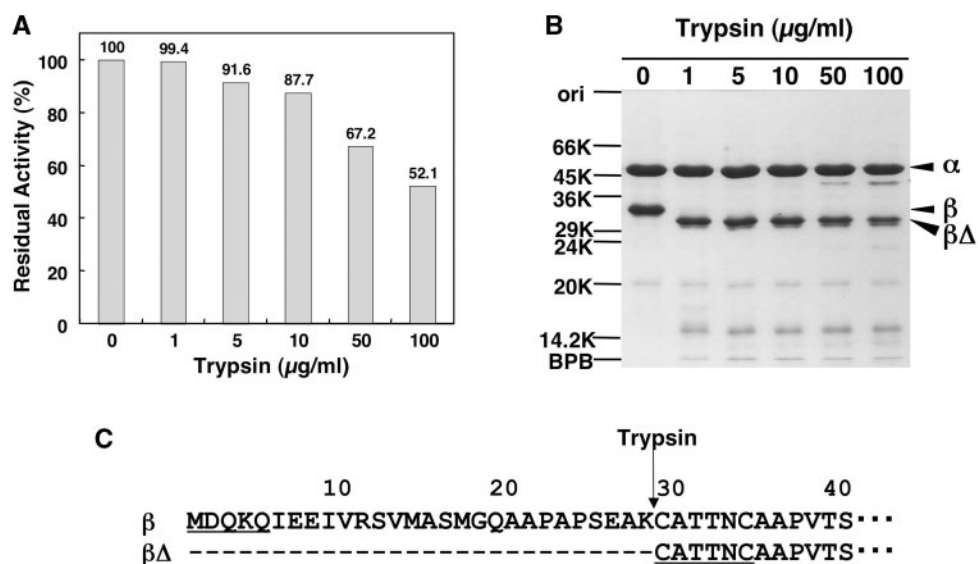 A
Residual Activity (%)
100
80
60
40
20
0
100
99.4
91.6
87.7
67.2
52.1
0 1 5 10 50 100
Trypsin (µg/ml)
B
Trypsin (µg/ml)
0 1 5 10 50 100
ori
66K
45K
36K
29K
24K
20K
14.2K
BPB
α
β
βΔ
C
Trypsin
10 20 30 40
β MDQKQIEEIVRSVMASMGQAAPAPSEAKCATTNCAAPVTS···
βΔ ----------------------------CATTNCAAPVTS···